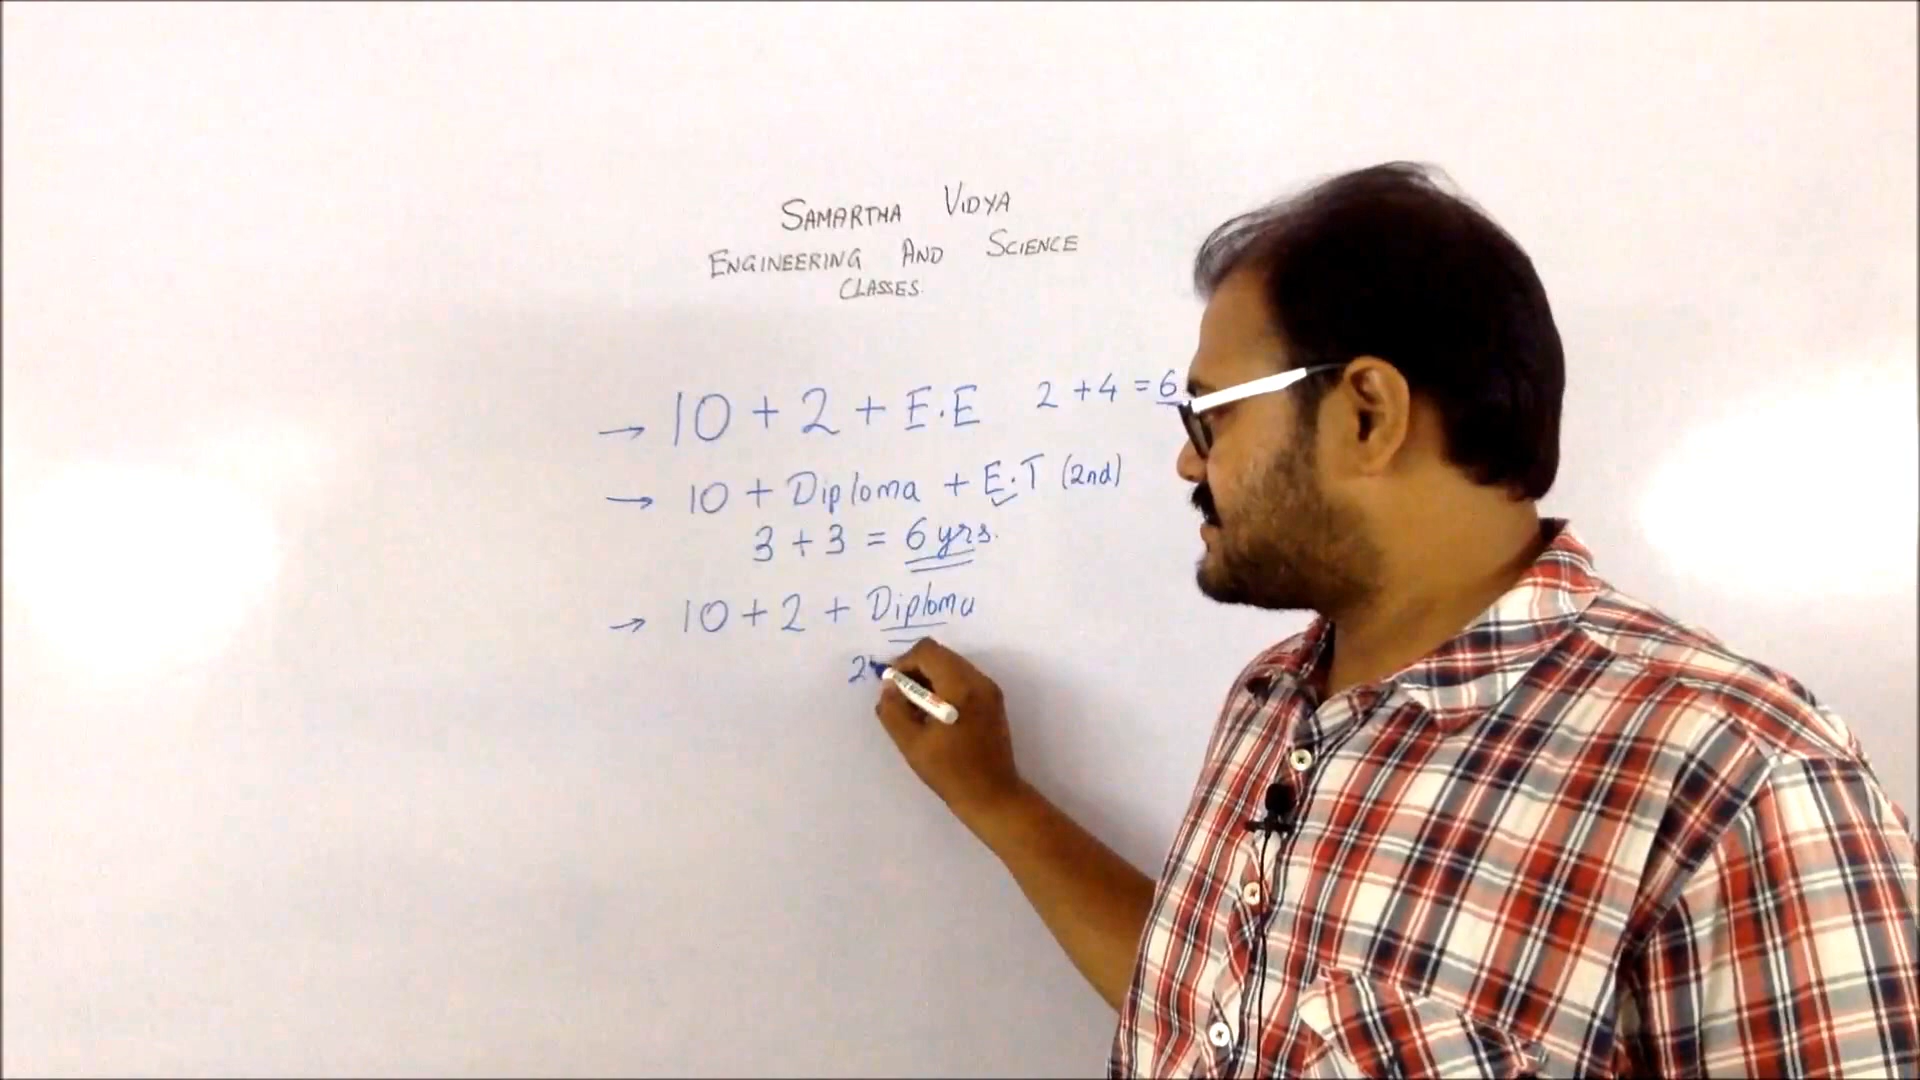 SAMARTHA VIDYA
ENGINEERING AND SCIENCE
CLASSES.
→ 10 + 2 + E.E 2 + 4 = 6
→ 10 + Diploma + E.T (2nd)
3 + 3 = 6 yrs.
→ 10 + 2 + Diploma
2